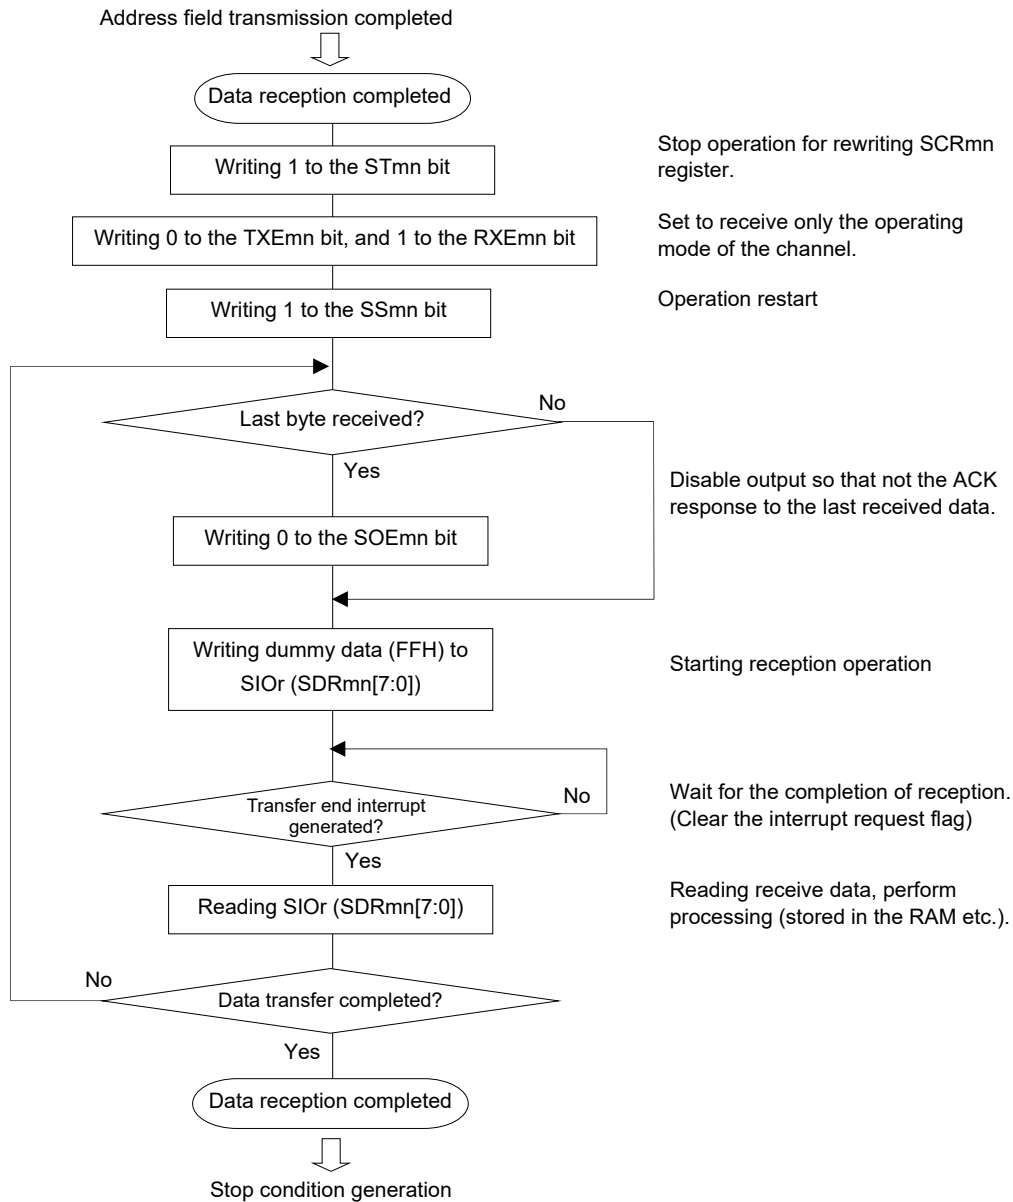 Address field transmission completed
Data reception completed
Writing 1 to the STmn bit
Stop operation for rewriting SCRmn
register.
Writing 0 to the TXEmn bit, and 1 to the RXEmn bit
Set to receive only the operating
mode of the channel.
Writing 1 to the SSmn bit
Operation restart
Last byte received?
No
Yes
Disable output so that not the ACK
response to the last received data.
Writing 0 to the SOEmn bit
Writing dummy data (FFH) to
SIOr (SDRmn[7:0])
Starting reception operation
Transfer end interrupt
generated?
No
Wait for the completion of reception.
(Clear the interrupt request flag)
Yes
Reading SIOr (SDRmn[7:0])
Reading receive data, perform
processing (stored in the RAM etc.).
No
Data transfer completed?
Yes
Data reception completed
Stop condition generation